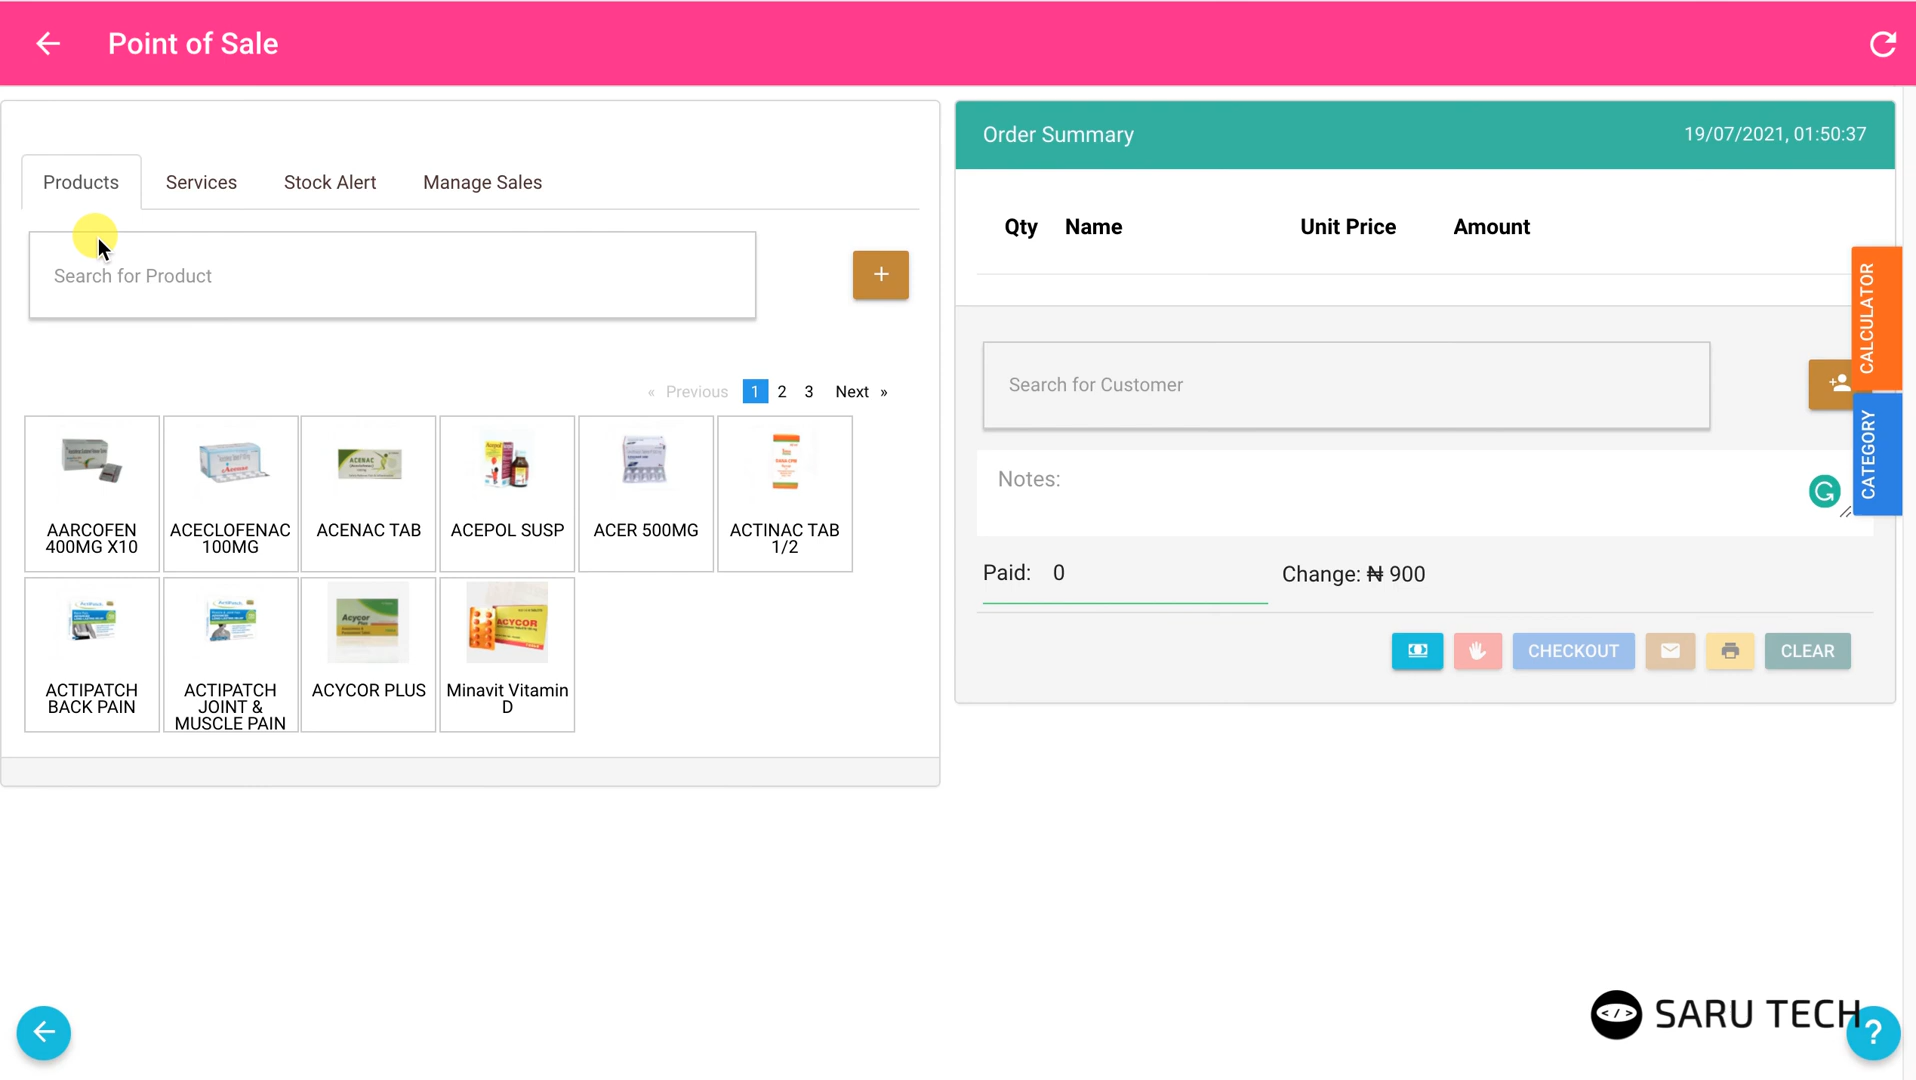 Point of Sale
Products Services Stock Alert Manage Sales
Search for Product
+
« Previous 1 2 3 Next »
AARCOFEN
400MG X10
ACECLOFENAC
100MG
ACENAC TAB
ACEPOL SUSP
ACER 500MG
ACTINAC TAB
1/2
ACTIPATCH
BACK PAIN
ACTIPATCH
JOINT &
MUSCLE PAIN
ACYCOR PLUS
Minavit Vitamin
D
Order Summary 19/07/2021, 01:50:37
Qty Name Unit Price Amount
Search for Customer
Notes:
Paid: 0 Change: ₦ 900
CHECKOUT CLEAR
CALCULATOR
CATEGORY
</> SARU TECH
?